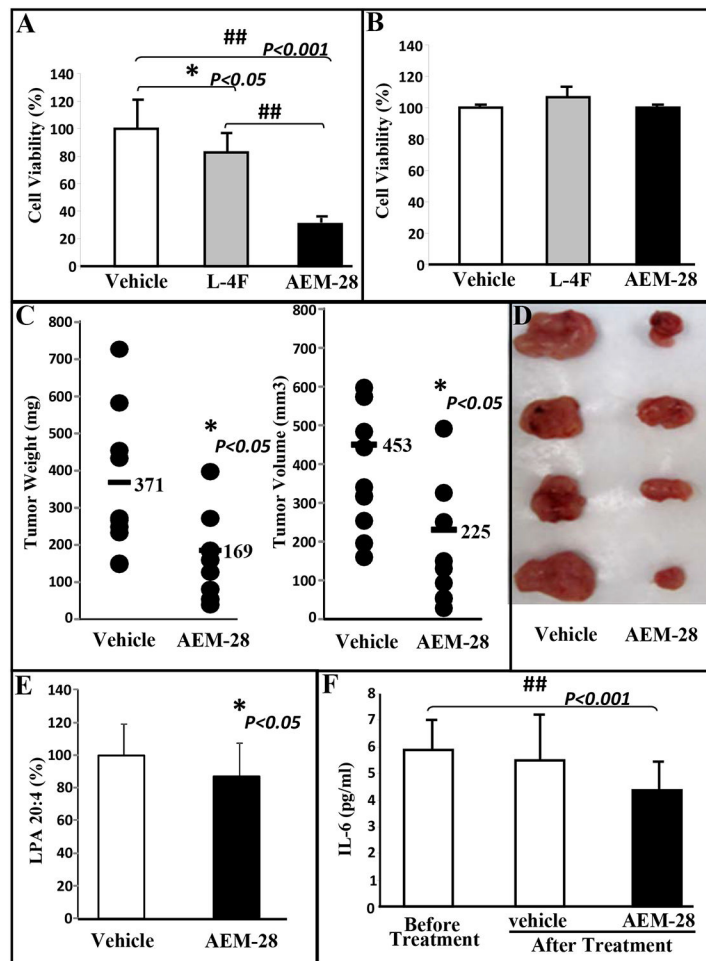 A
##
P<0.001
*
P<0.05
##
Cell Viability (%)
140
120
100
80
60
40
20
0
Vehicle L-4F AEM-28
B
Cell Viability (%)
140
120
100
80
60
40
20
0
Vehicle L-4F AEM-28
C
Tumor Weight (mg)
800
700
600
500
400
300
200
100
0
371
*
P<0.05
169
Vehicle AEM-28
Tumor Volume (mm3)
800
700
600
500
400
300
200
100
0
453
*
P<0.05
225
Vehicle AEM-28
D
Vehicle AEM-28
E
LPA 20:4 (%)
140
120
100
80
60
40
20
0
*
P<0.05
Vehicle AEM-28
F
##
P<0.001
IL-6 (pg/ml)
8
7
6
5
4
3
2
1
0
Before
Treatment
vehicle AEM-28
After Treatment